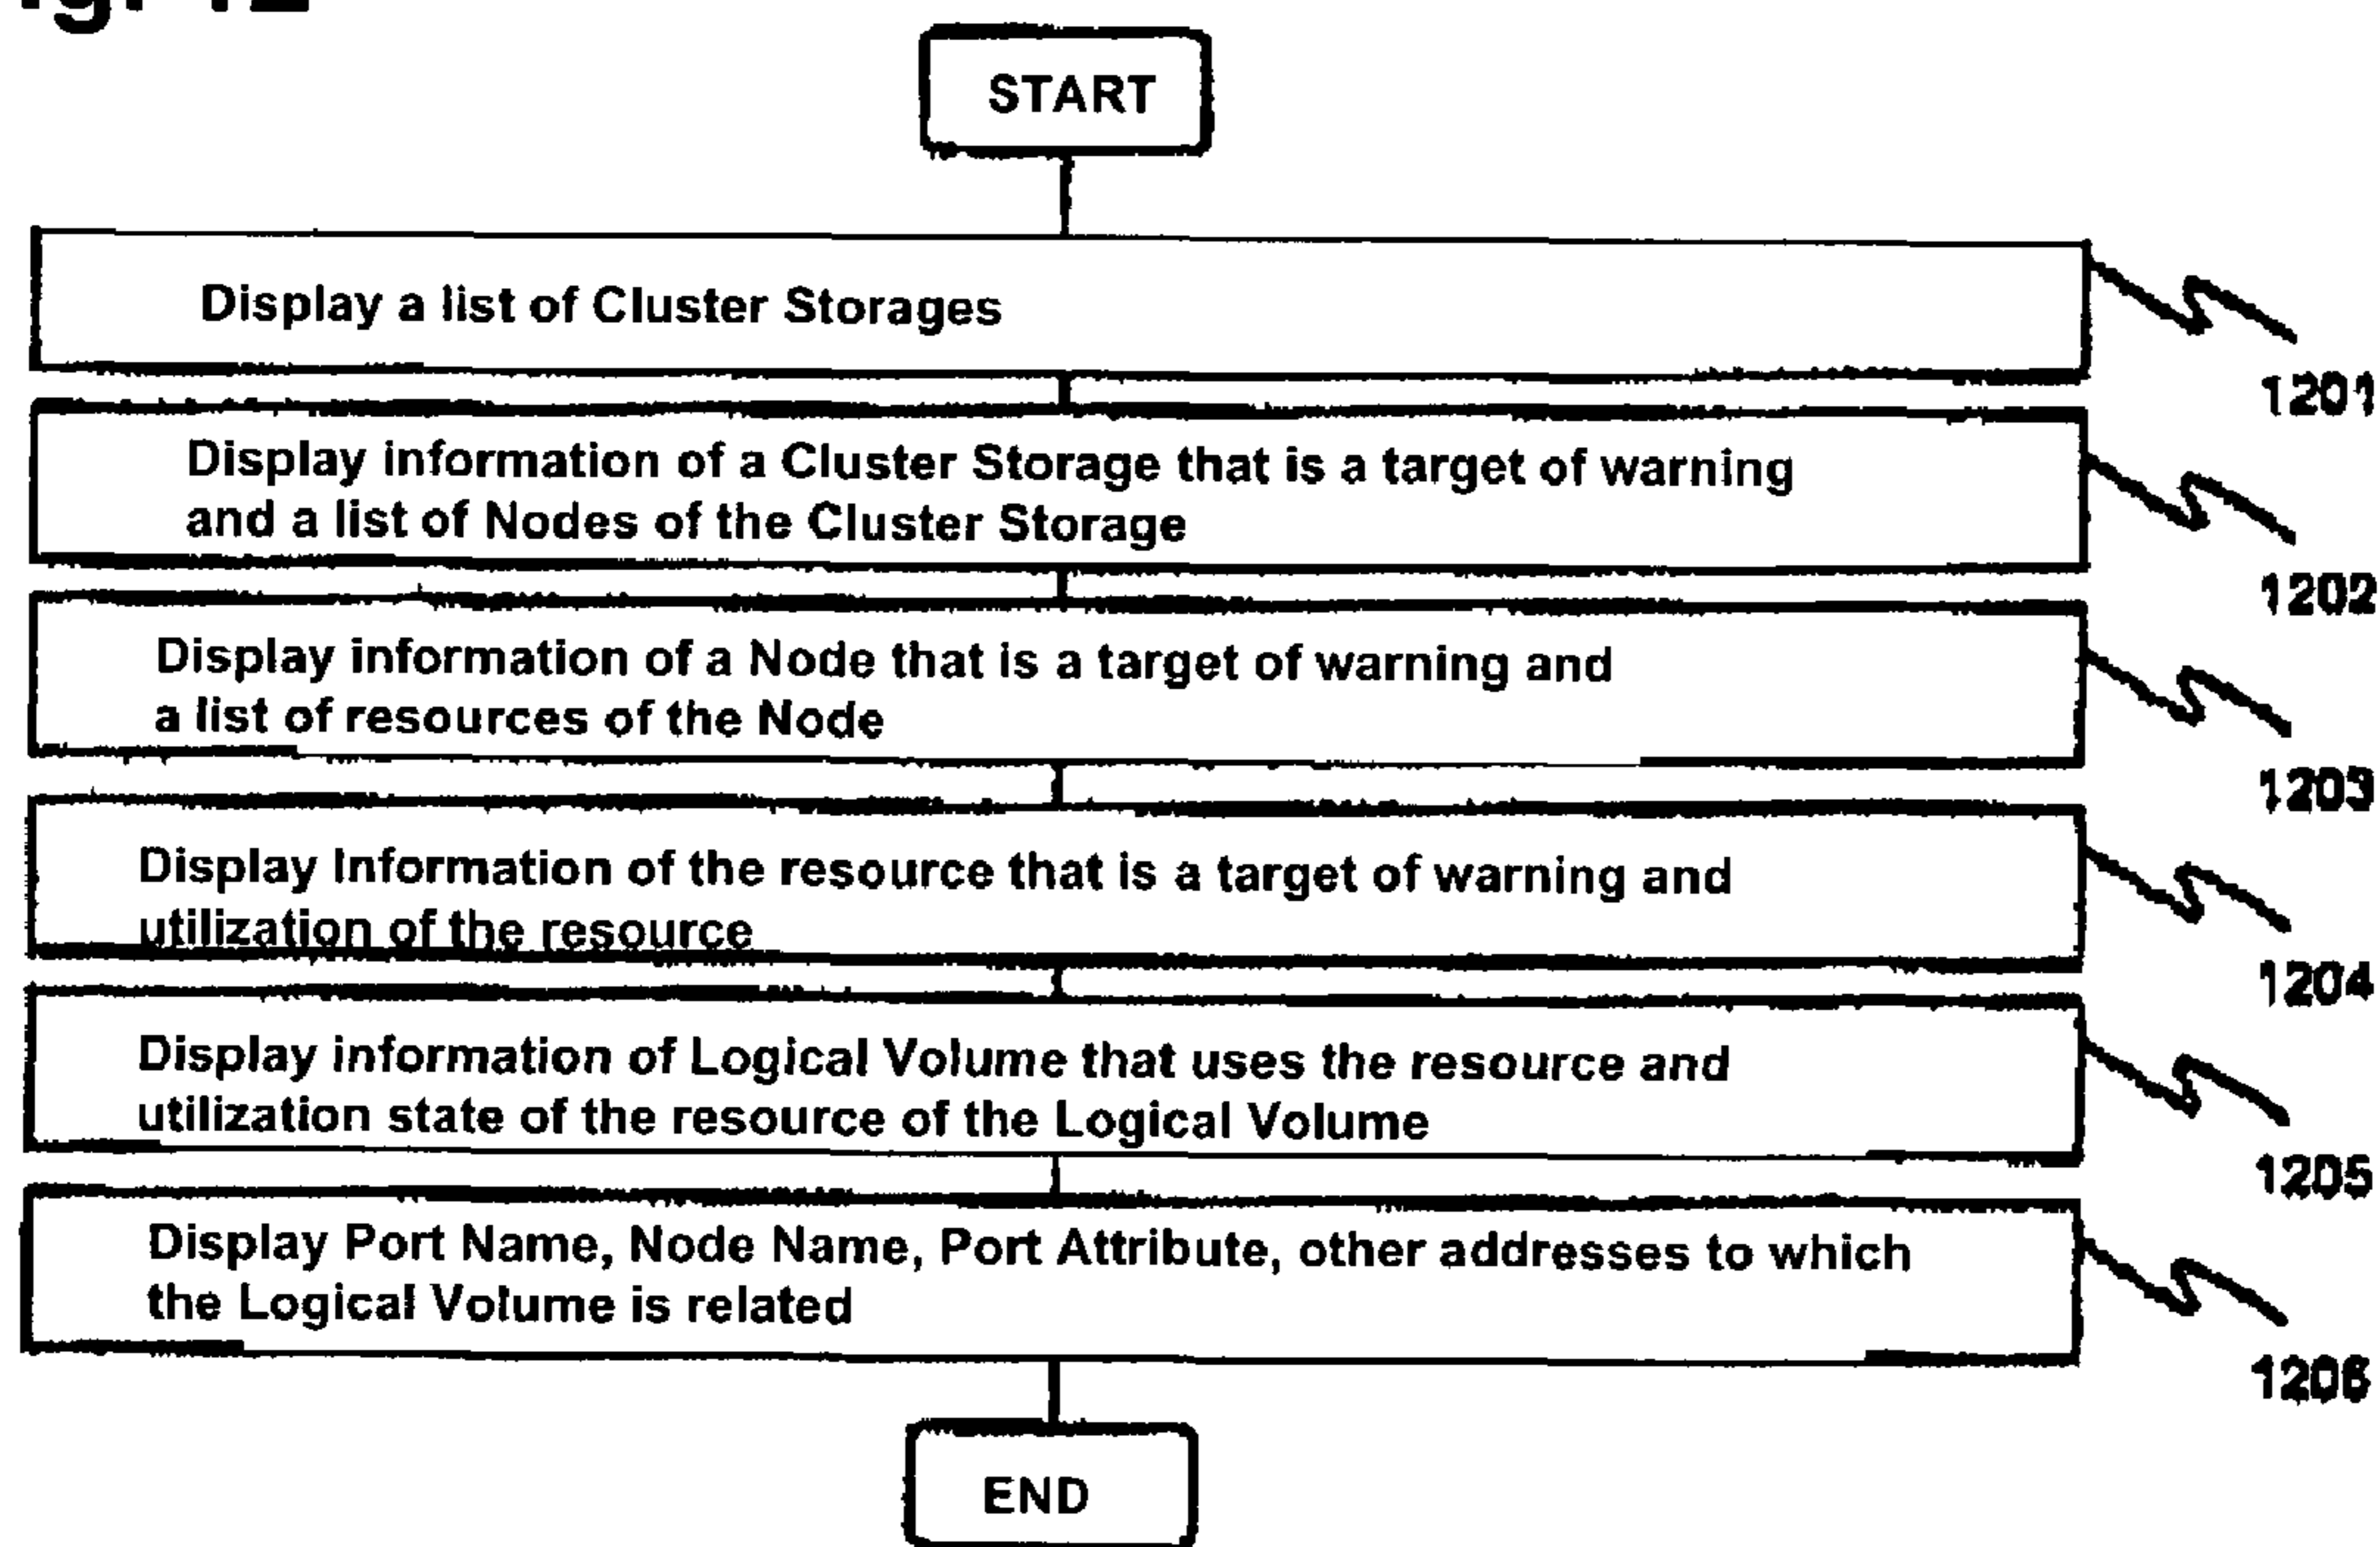 START
Display a list of Cluster Storages
1201
Display information of a Cluster Storage that is a target of warning
and a list of Nodes of the Cluster Storage
1202
Display information of a Node that is a target of warning and
a list of resources of the Node
1203
Display Information of the resource that is a target of warning and
utilization of the resource
1204
Display information of Logical Volume that uses the resource and
utilization state of the resource of the Logical Volume
1205
Display Port Name, Node Name, Port Attribute, other addresses to which
the Logical Volume is related
1206
END